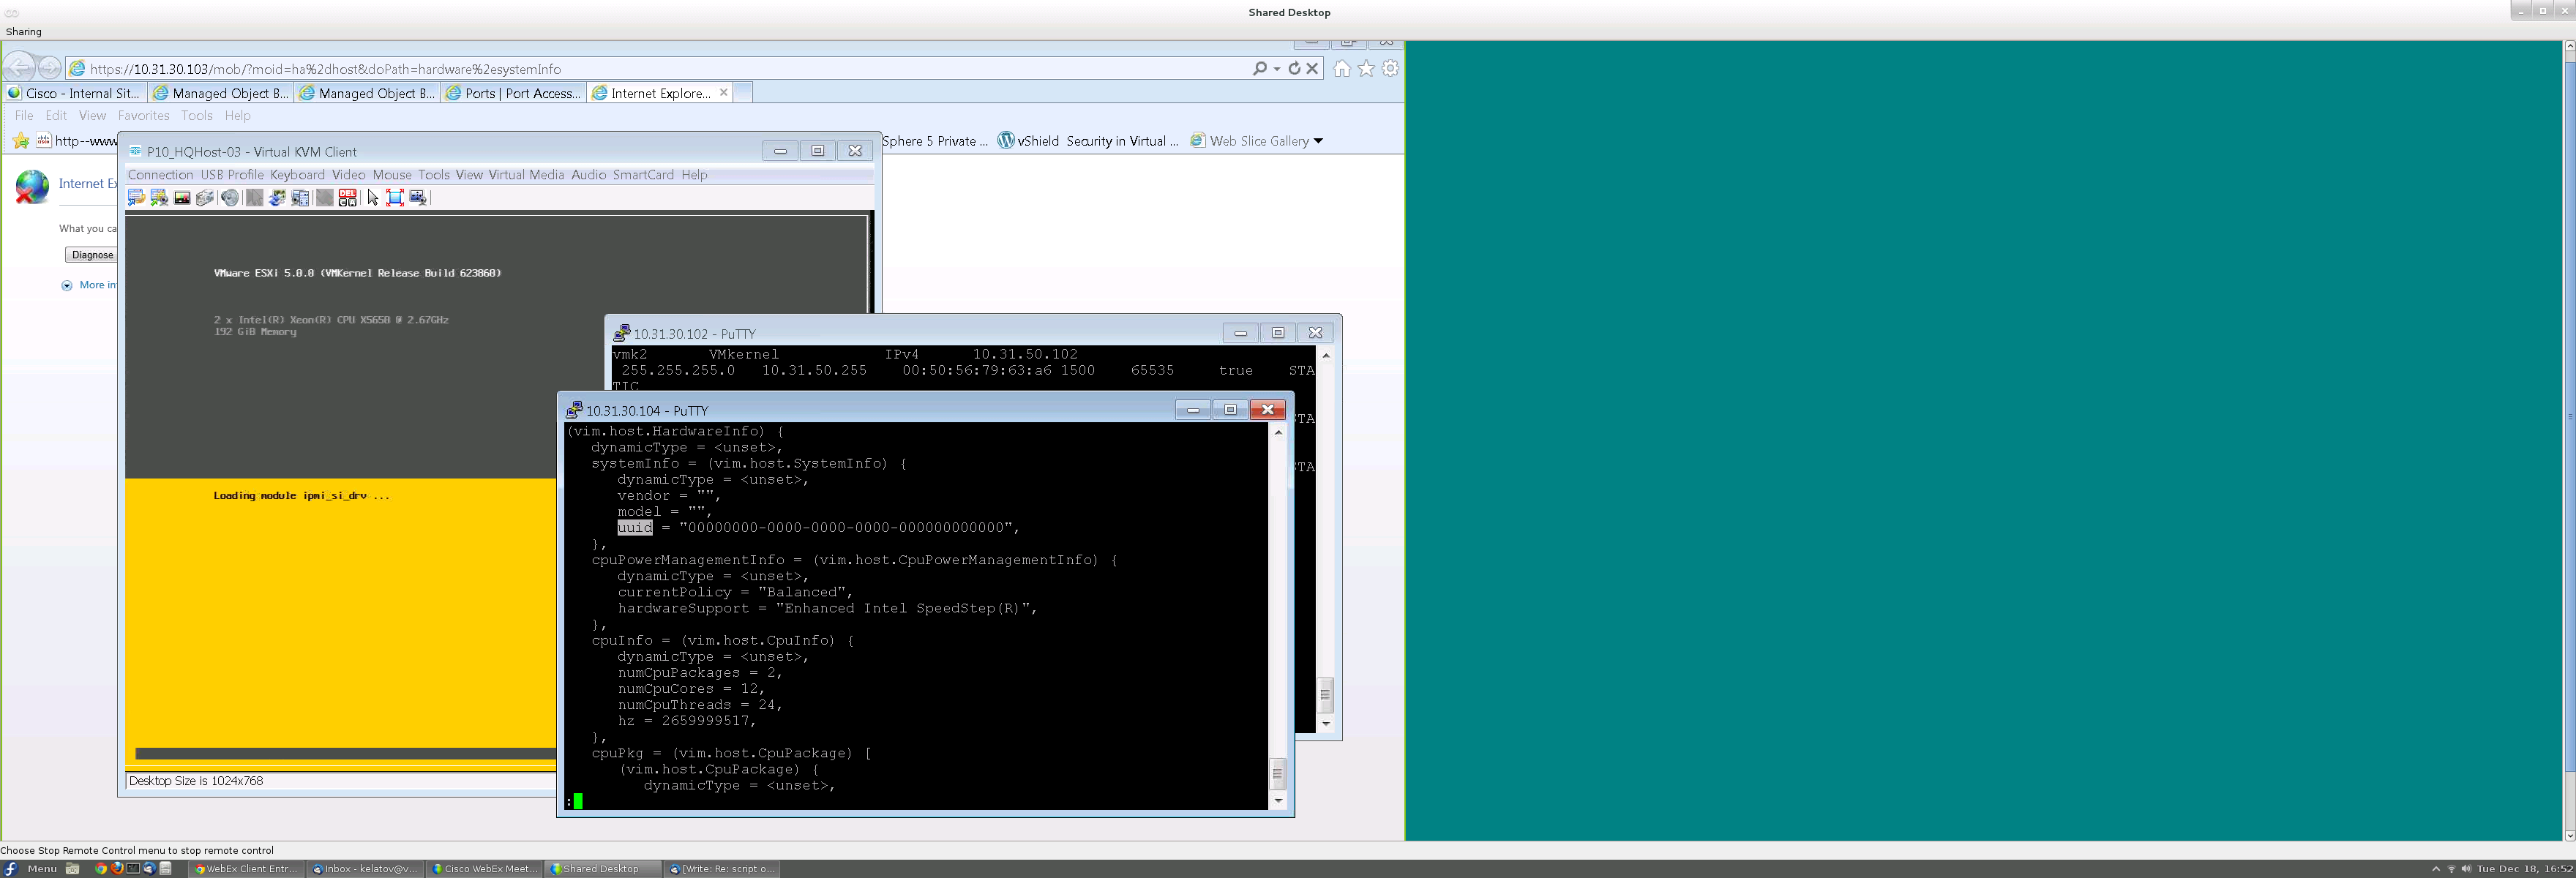 Shared Desktop
Sharing
https://10.31.30.103/mob/?moid=ha%2dhost&doPath=hardware%2esystemInfo
Cisco - Internal Sit...
Managed Object B...
Managed Object B...
Ports | Port Access...
Internet Explore...
File Edit View Favorites Tools Help
http--www
Sphere 5 Private ...
vShield Security in Virtual ...
Web Slice Gallery
Internet Ex
What you ca
Diagnose
More in
P10_HQHost-03 - Virtual KVM Client
Connection USB Profile Keyboard Video Mouse Tools View Virtual Media Audio SmartCard Help
VMware ESXi 5.0.0 (VMKernel Release Build 623860)
2 x Intel(R) Xeon(R) CPU X5650 @ 2.67GHz
192 GiB Memory
Loading module ipmi_si_drv ...
Desktop Size is 1024x768
10.31.30.102 - PuTTY
vmk2 VMkernel IPv4 10.31.50.102
255.255.255.0 10.31.50.255 00:50:56:79:63:a6 1500 65535 true STA
TIC
TA
TA
10.31.30.104 - PuTTY
(vim.host.HardwareInfo) {
dynamicType = <unset>,
systemInfo = (vim.host.SystemInfo) {
dynamicType = <unset>,
vendor = "",
model = "",
uuid = "00000000-0000-0000-0000-000000000000",
},
cpuPowerManagementInfo = (vim.host.CpuPowerManagementInfo) {
dynamicType = <unset>,
currentPolicy = "Balanced",
hardwareSupport = "Enhanced Intel SpeedStep(R)",
},
cpuInfo = (vim.host.CpuInfo) {
dynamicType = <unset>,
numCpuPackages = 2,
numCpuCores = 12,
numCpuThreads = 24,
hz = 2659999517,
},
cpuPkg = (vim.host.CpuPackage) [
(vim.host.CpuPackage) {
dynamicType = <unset>,
:
Choose Stop Remote Control menu to stop remote control
Menu
WebEx Client Entr...
Inbox - kelatov@v...
Cisco WebEx Meet...
Shared Desktop
[Write: Re: script o...
Tue Dec 18, 16:52